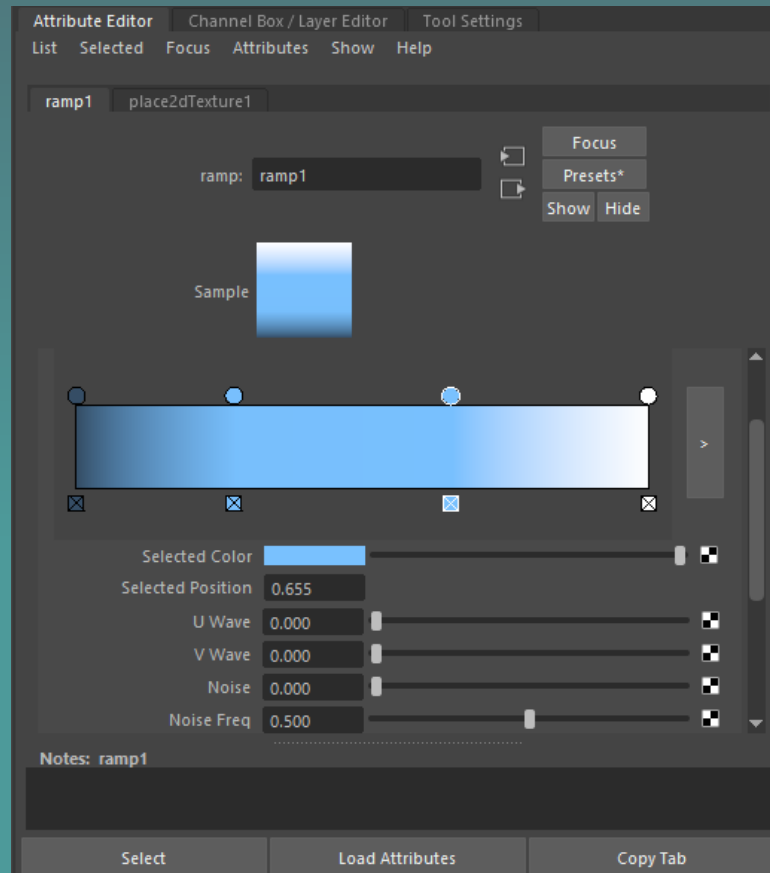 Attribute Editor Channel Box / Layer Editor Tool Settings
List Selected Focus Attributes Show Help
ramp1 place2dTexture1
Focus
ramp: ramp1
Presets*
Show Hide
Sample
>
Selected Color
Selected Position 0.655
U Wave 0.000
V Wave 0.000
Noise 0.000
Noise Freq 0.500
Notes: ramp1
Select Load Attributes Copy Tab